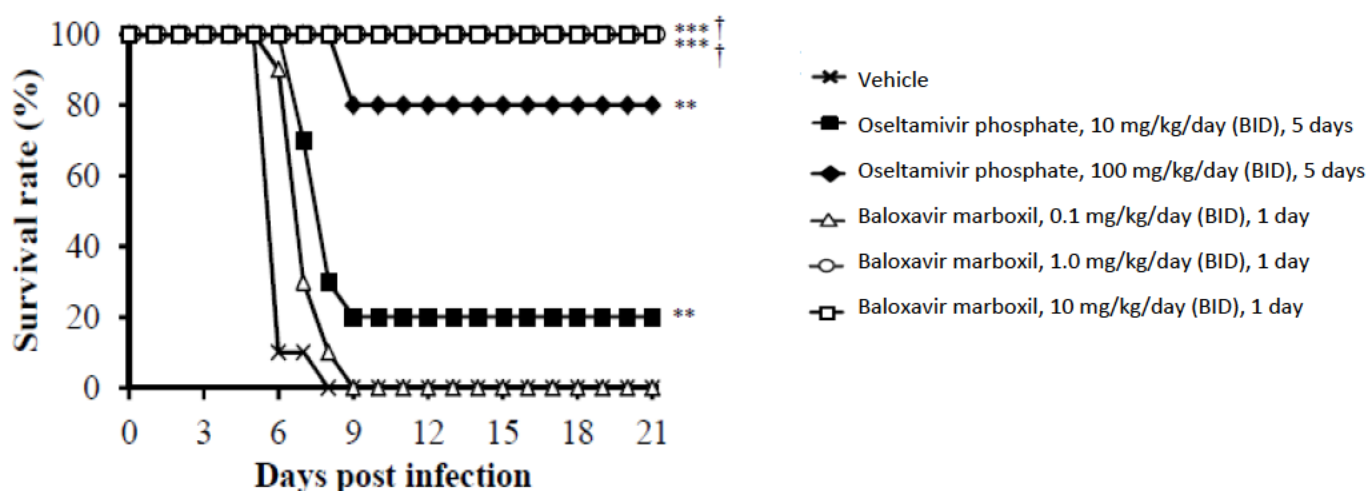 100
80
60
40
20
0
Survival rate (%)
0 3 6 9 12 15 18 21
Days post infection
***†
***†
**
**
Vehicle
Oseltamivir phosphate, 10 mg/kg/day (BID), 5 days
Oseltamivir phosphate, 100 mg/kg/day (BID), 5 days
Baloxavir marboxil, 0.1 mg/kg/day (BID), 1 day
Baloxavir marboxil, 1.0 mg/kg/day (BID), 1 day
Baloxavir marboxil, 10 mg/kg/day (BID), 1 day